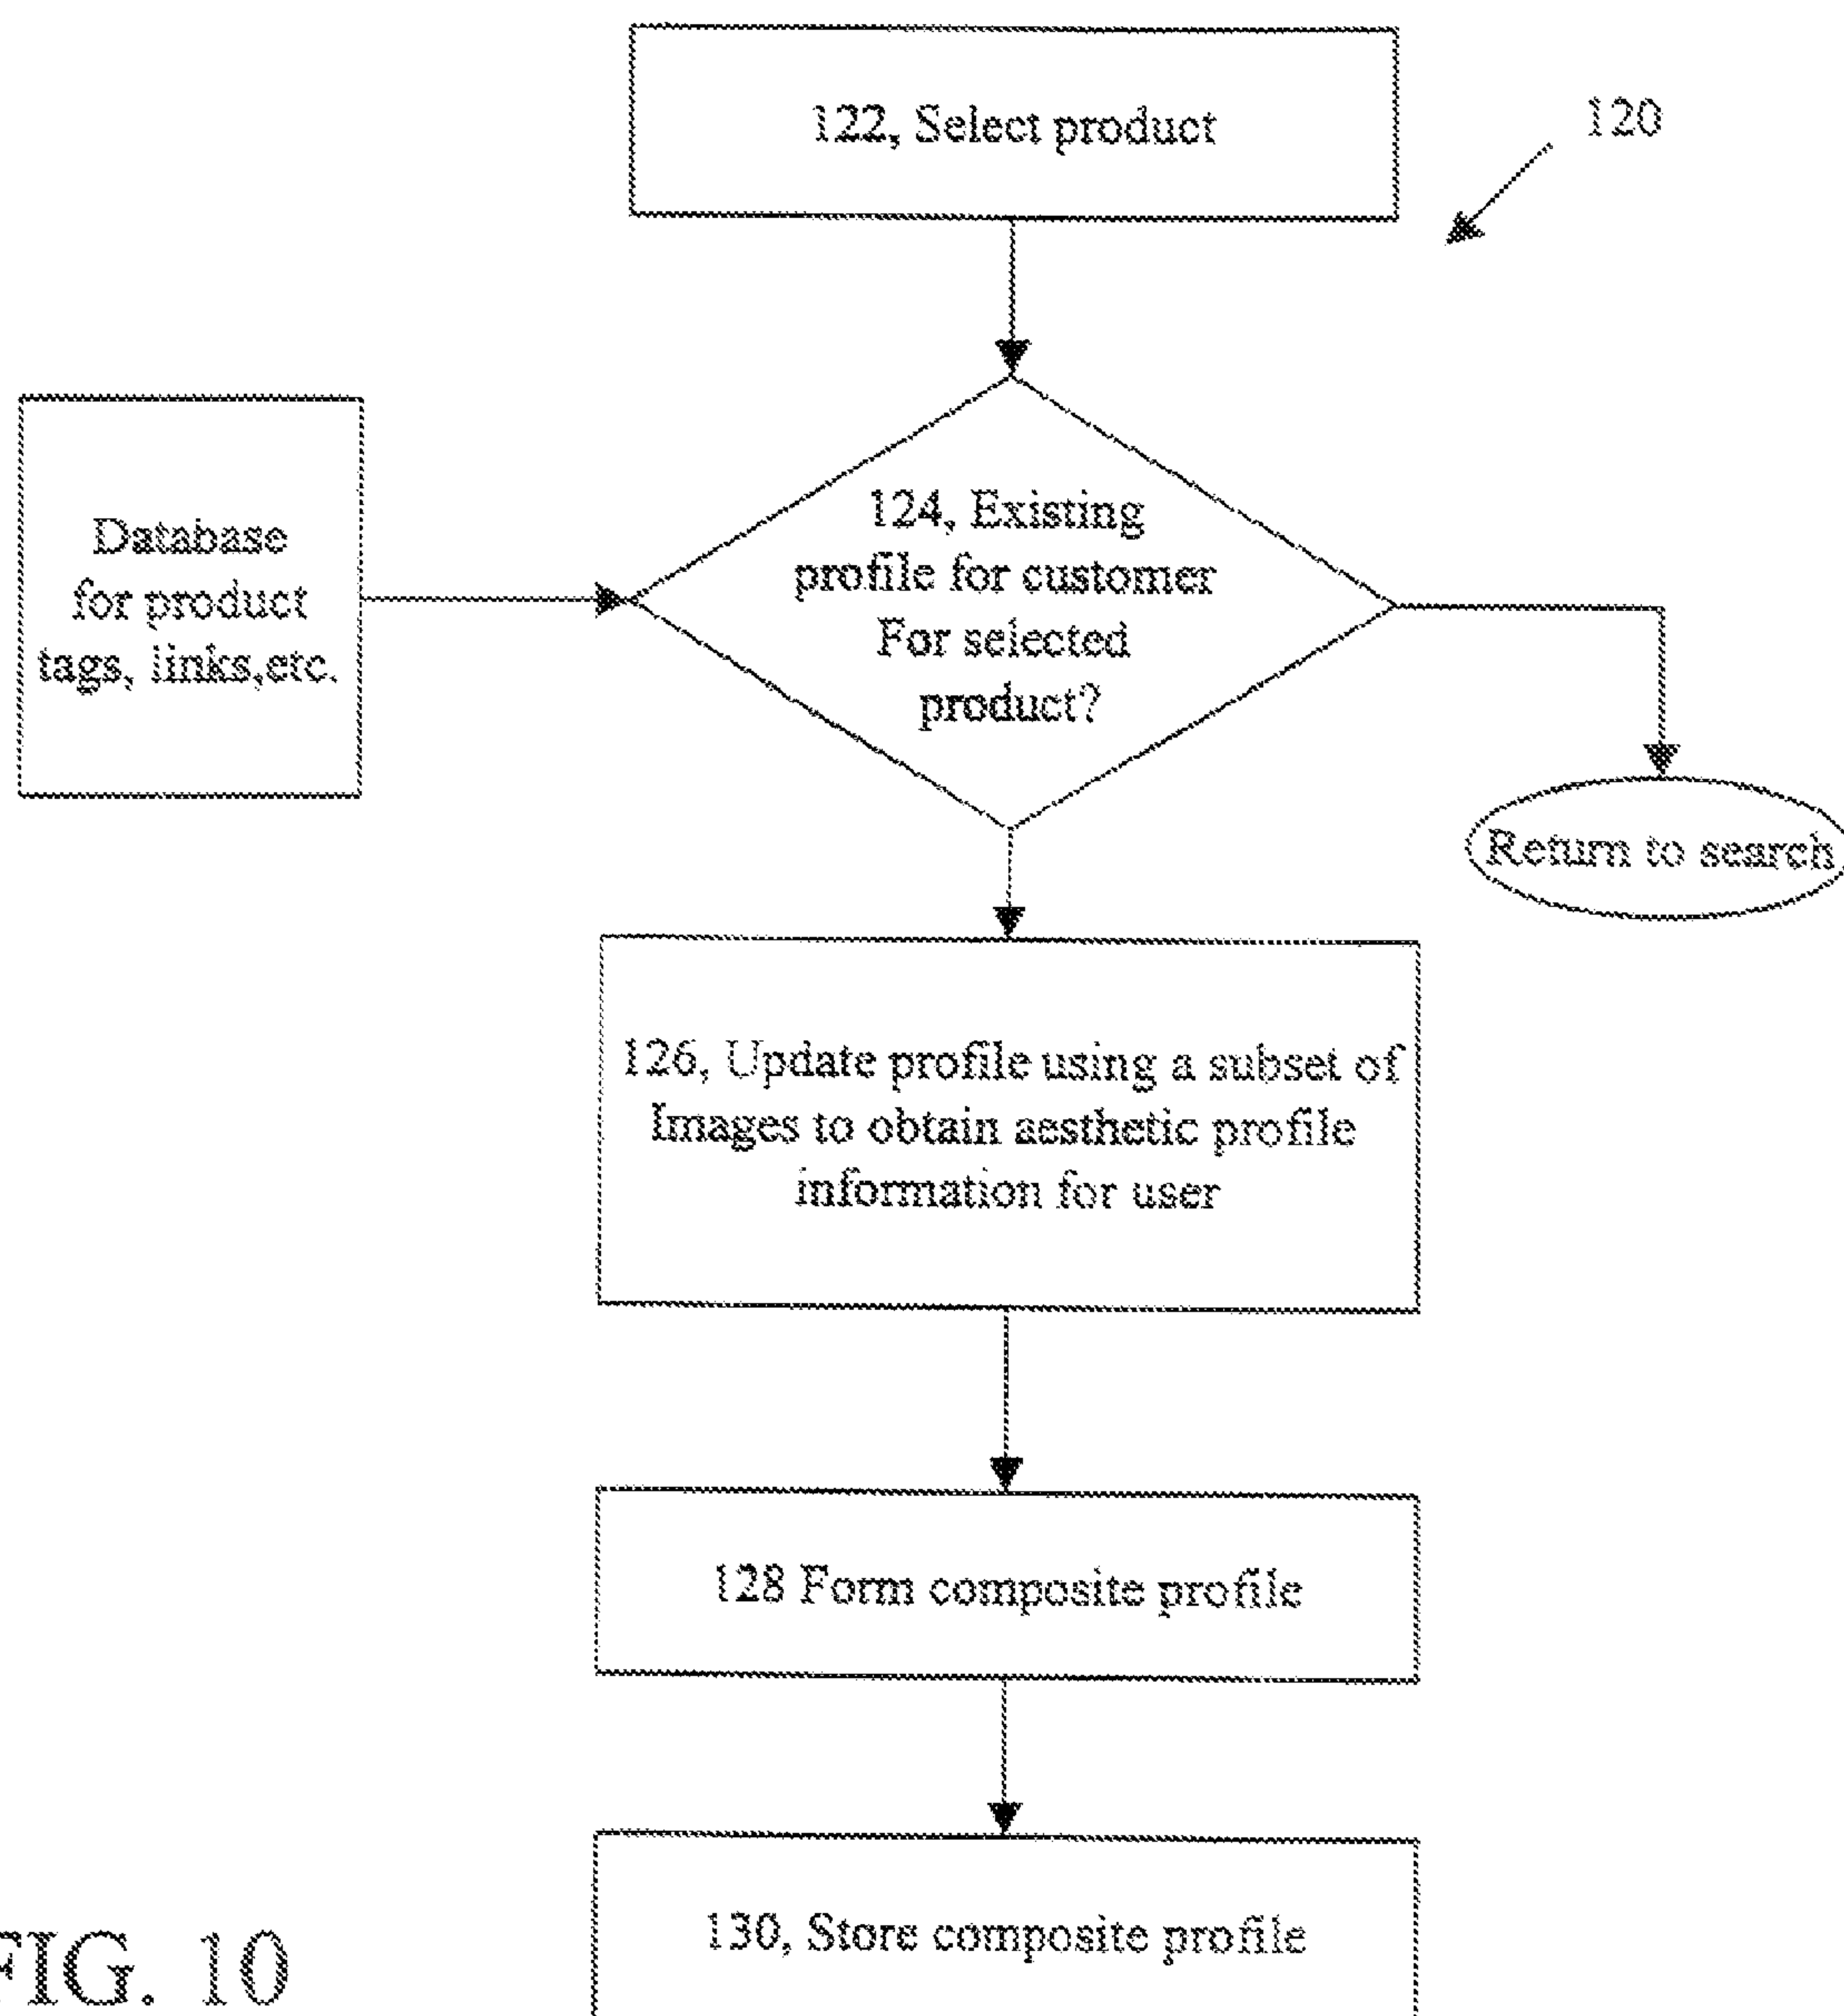 122, Select product
120
Database
for product
tags, links,etc.
124, Existing
profile for customer
For selected
product?
Return to search
126, Update profile using a subset of
Images to obtain aesthetic profile
information for user
128 Form composite profile
130, Store composite profile
FIG. 10